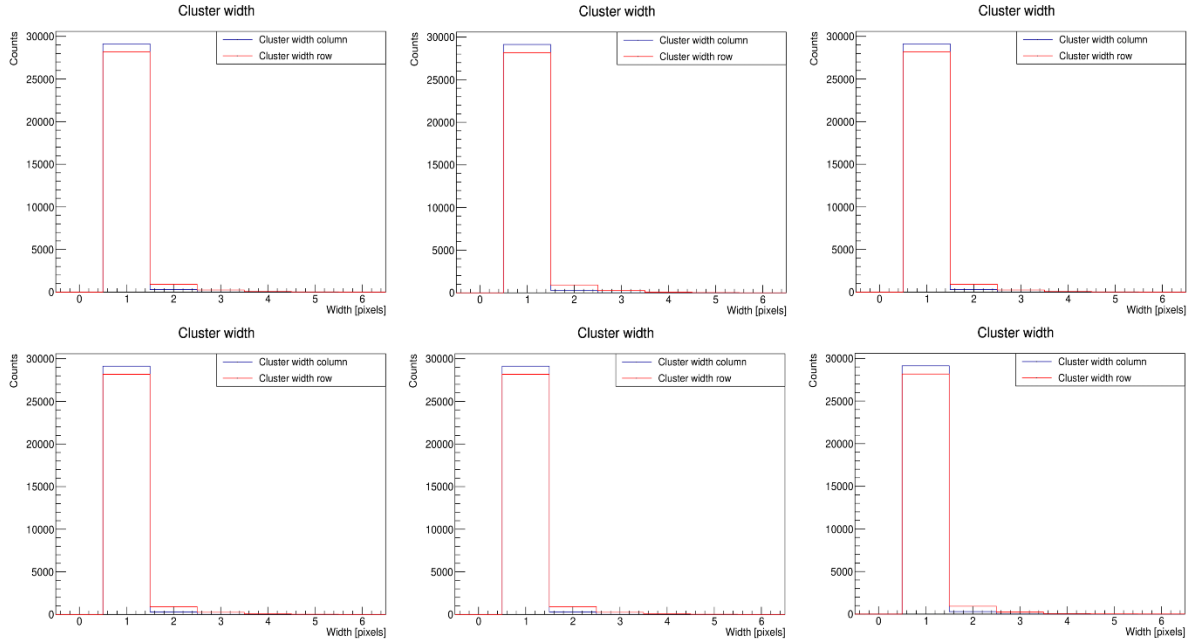 Cluster width
Counts
30000
25000
20000
15000
10000
5000
0
Cluster width column
Cluster width row
0 1 2 3 4 5 6
Width [pixels]
Cluster width
Counts
30000
25000
20000
15000
10000
5000
0
Cluster width column
Cluster width row
0 1 2 3 4 5 6
Width [pixels]
Cluster width
Counts
30000
25000
20000
15000
10000
5000
0
Cluster width column
Cluster width row
0 1 2 3 4 5 6
Width [pixels]
Cluster width
Counts
30000
25000
20000
15000
10000
5000
0
Cluster width column
Cluster width row
0 1 2 3 4 5 6
Width [pixels]
Cluster width
Counts
30000
25000
20000
15000
10000
5000
0
Cluster width column
Cluster width row
0 1 2 3 4 5 6
Width [pixels]
Cluster width
Counts
30000
25000
20000
15000
10000
5000
0
Cluster width column
Cluster width row
0 1 2 3 4 5 6
Width [pixels]